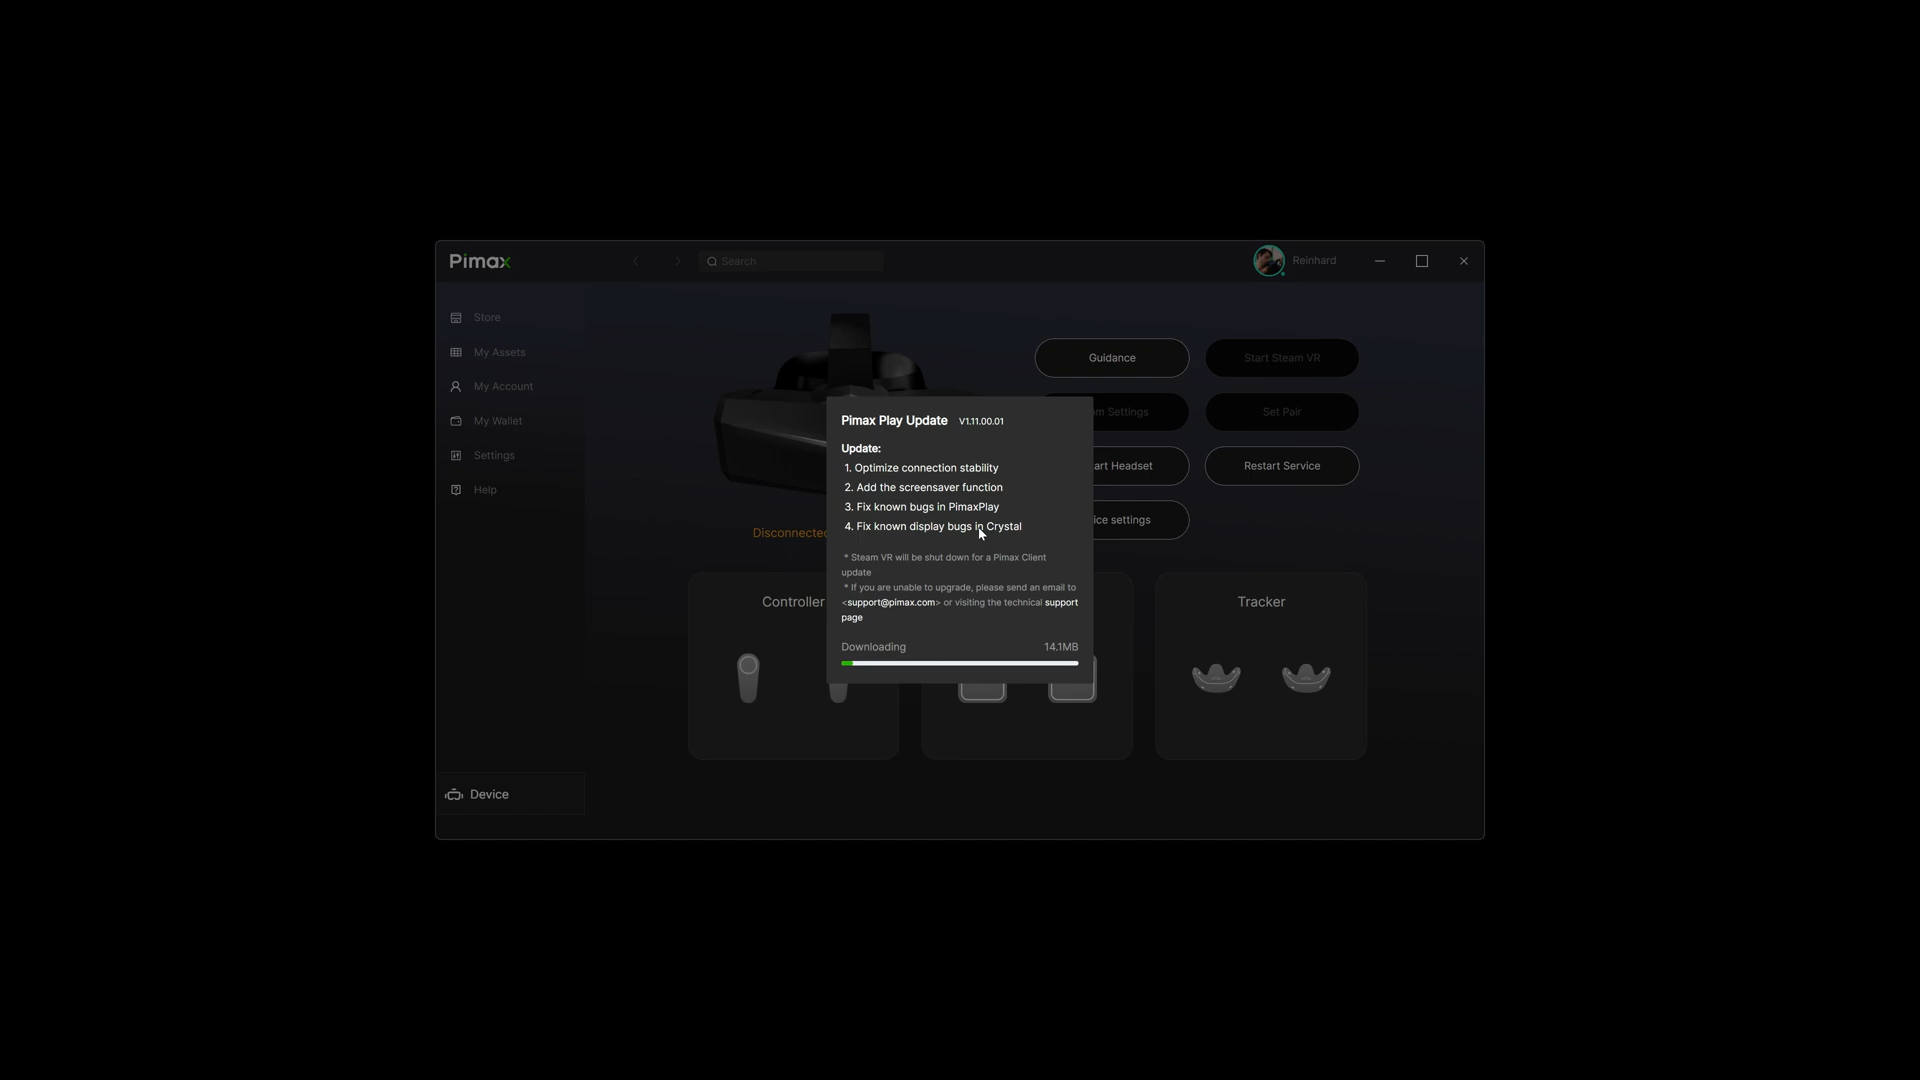 Pimax
Search
Reinhard
Store
My Assets
My Account
My Wallet
Settings
Help
Device
Guidance
Start Steam VR
Settings
Set Pair
Headset
Restart Service
settings
Disconnected
Pimax Play Update V1.11.00.01
Update:
1. Optimize connection stability
2. Add the screensaver function
3. Fix known bugs in PimaxPlay
4. Fix known display bugs in Crystal
* Steam VR will be shut down for a Pimax Client
update
* If you are unable to upgrade, please send an email to
<support@pimax.com> or visiting the technical support
page
Downloading 14.1MB
Controller
Tracker